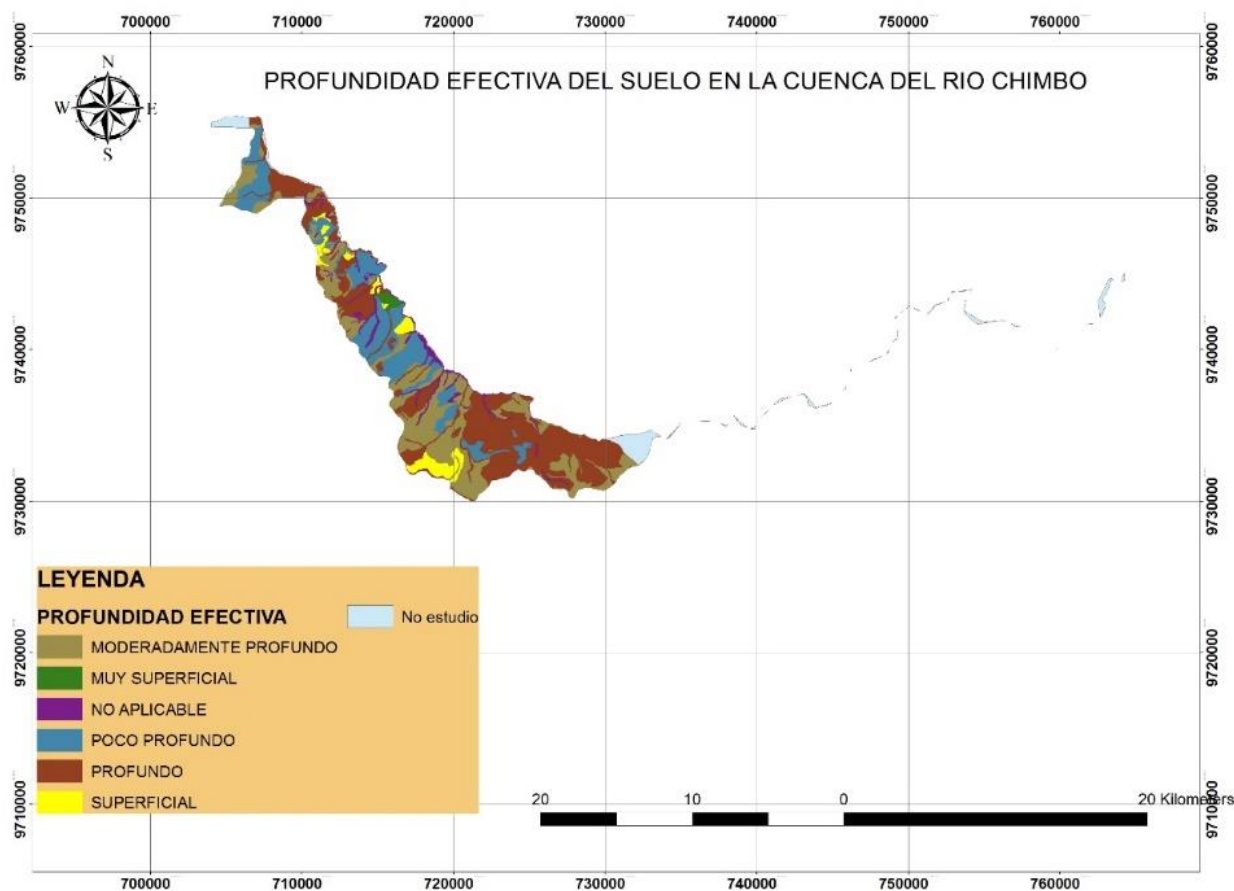 700000 710000 720000 730000 740000 750000 760000
9760000 9760000
N
W E
S
PROFUNDIDAD EFECTIVA DEL SUELO EN LA CUENCA DEL RIO CHIMBO
9750000 9750000
9740000 9740000
9730000 9730000
LEYENDA
PROFUNDIDAD EFECTIVA No estudio
MODERADAMENTE PROFUNDO
MUY SUPERFICIAL
NO APLICABLE
POCO PROFUNDO
PROFUNDO
SUPERFICIAL
9720000 9720000
20 10 0 20 Kilometers
9710000 9710000
700000 710000 720000 730000 740000 750000 760000